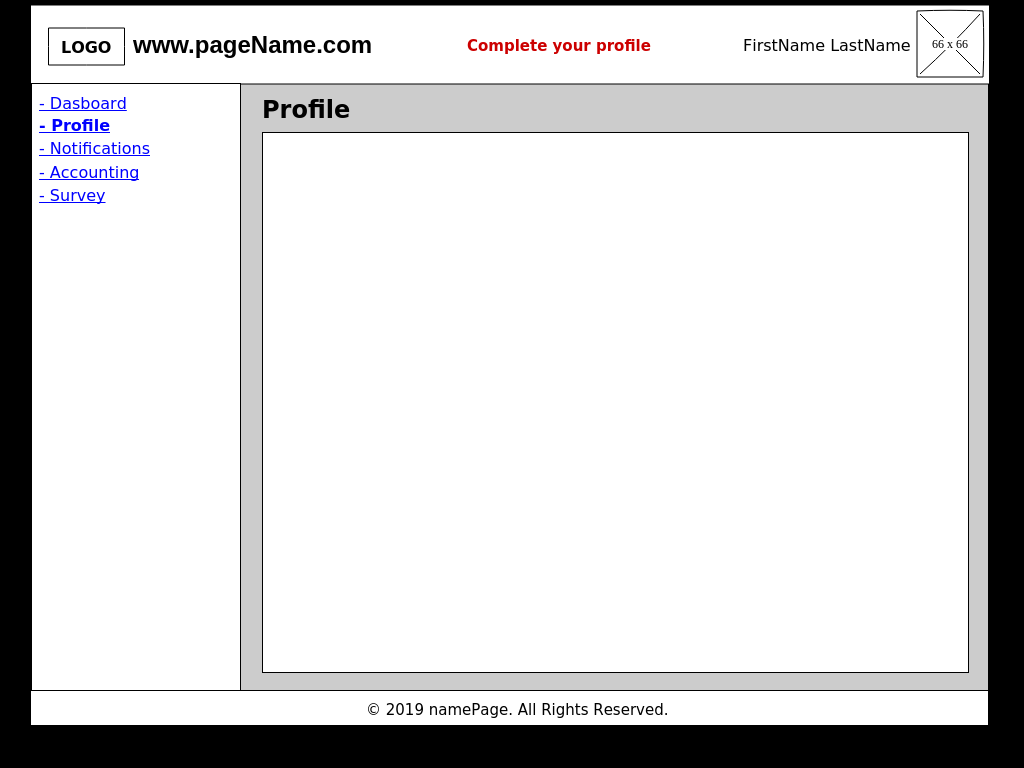 LOGO www.pageName.com Complete your profile FirstName LastName 66 x 66
- Dasboard
- Profile
- Notifications
- Accounting
- Survey
Profile
© 2019 namePage. All Rights Reserved.